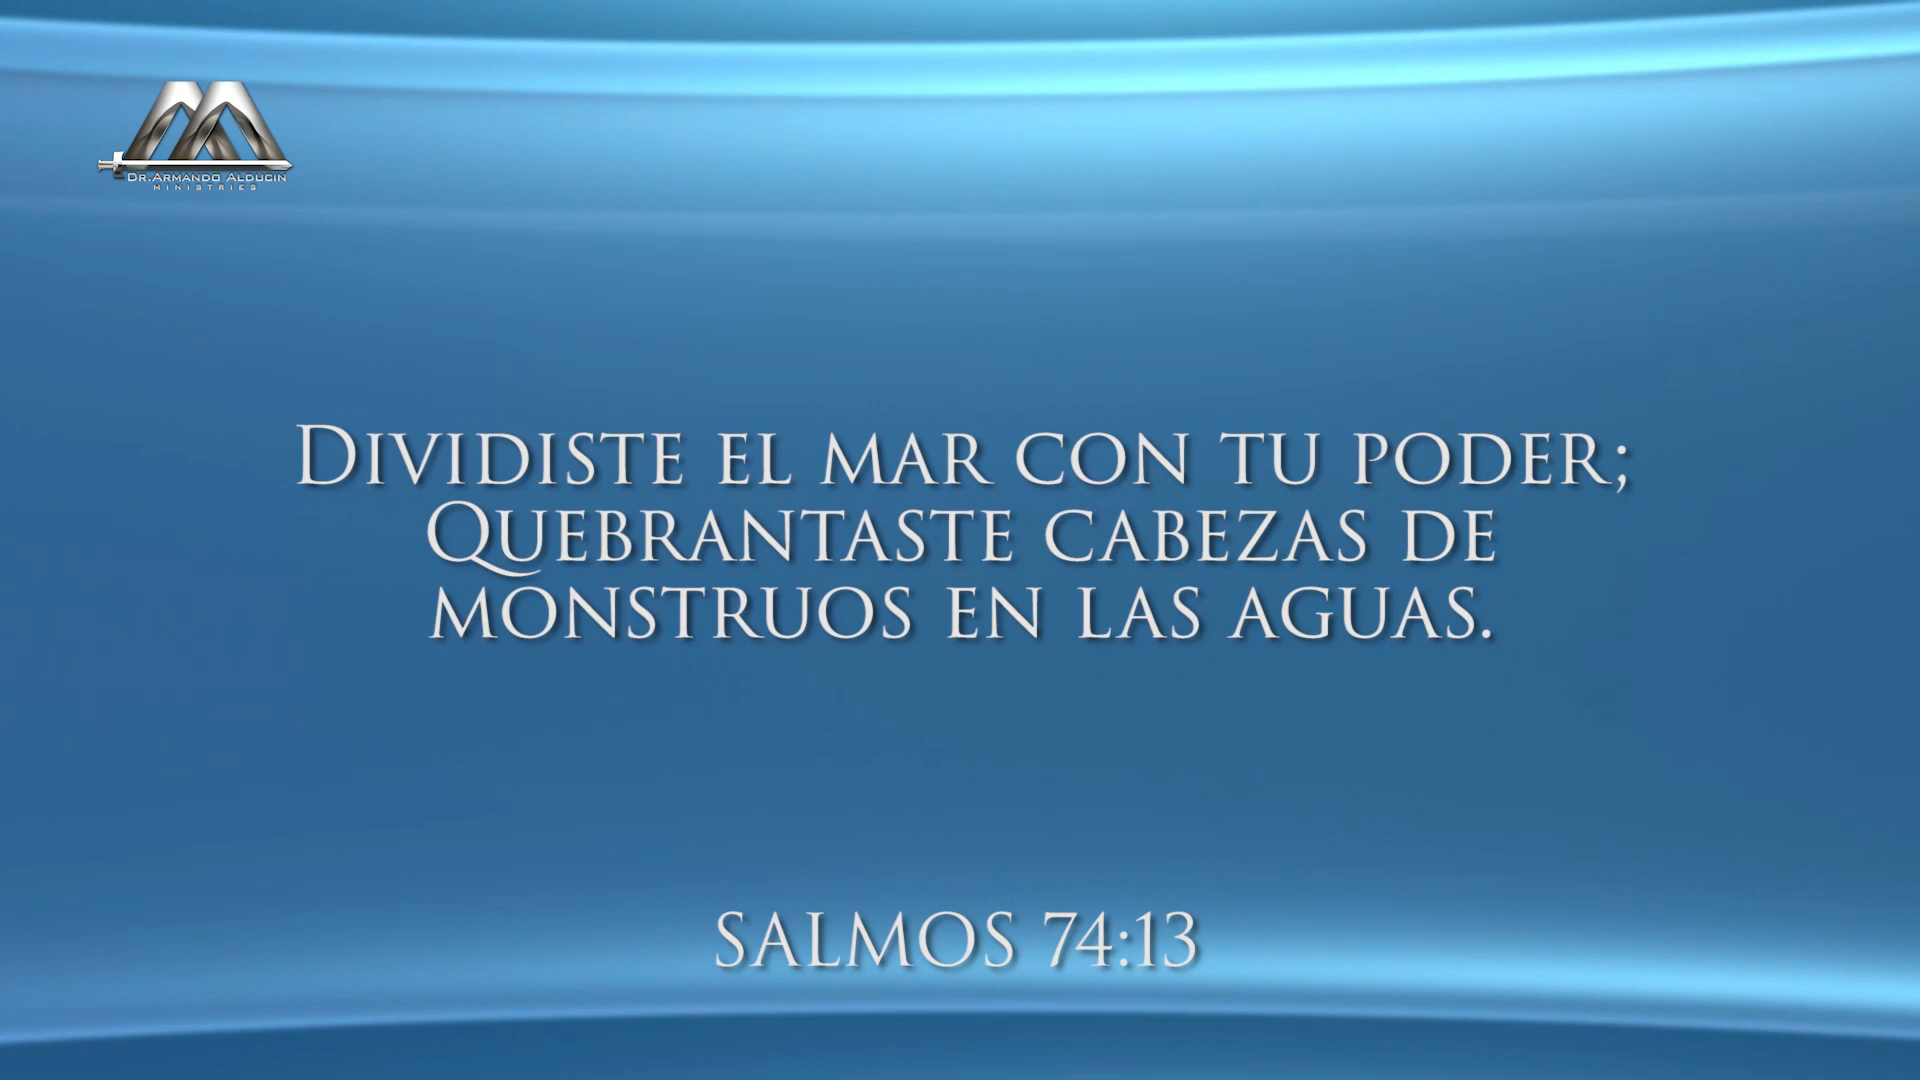 Dr. Armando Alducin
MINISTRIES
Dividiste el mar con tu poder;
Quebrantaste cabezas de
monstruos en las aguas.
SALMOS 74:13